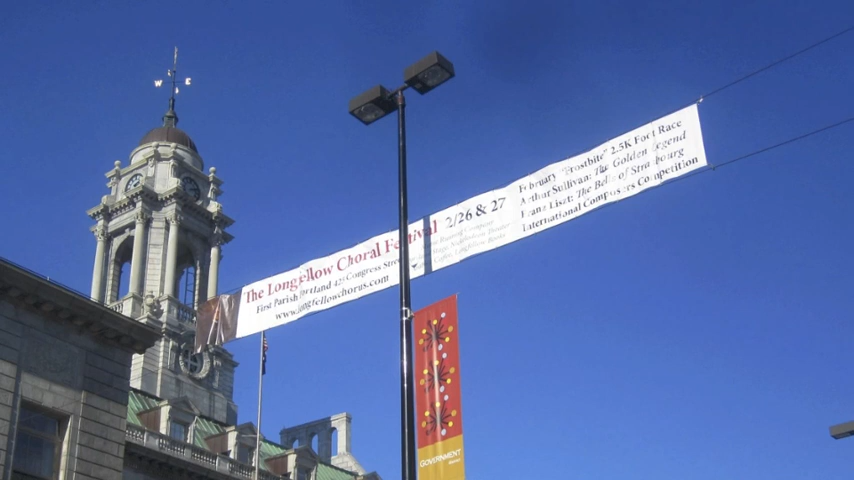 W E
The Longfellow Choral Festival 2/26 & 27
First Parish Portland 425 Congress Street
www.longfellowchorus.com
February "Frostbite" 2.5K Foot Race
Arthur Sullivan: The Golden Legend
Franz Liszt: The Bells of Strasbourg
International Composers Competition
GOVERNMENT